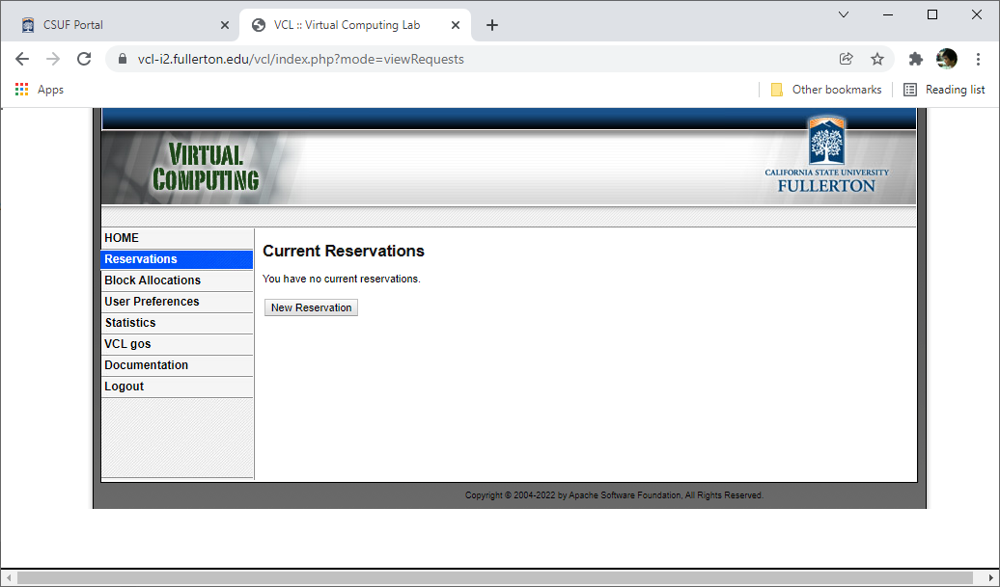 CSUF Portal
VCL :: Virtual Computing Lab
vcl-i2.fullerton.edu/vcl/index.php?mode=viewRequests
Apps
Other bookmarks
Reading list
VIRTUAL
COMPUTING
CALIFORNIA STATE UNIVERSITY
FULLERTON
HOME
Reservations
Block Allocations
User Preferences
Statistics
VCL gos
Documentation
Logout
Current Reservations
You have no current reservations.
New Reservation
Copyright © 2004-2022 by Apache Software Foundation, All Rights Reserved.